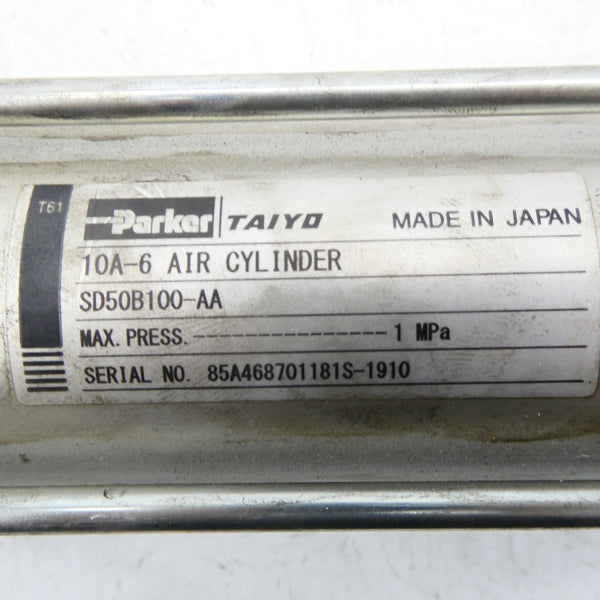 T61
Parker TAIYO MADE IN JAPAN
10A-6 AIR CYLINDER
SD50B100-AA
MAX. PRESS.------------------ 1 MPa
SERIAL NO. 85A468701181S-1910